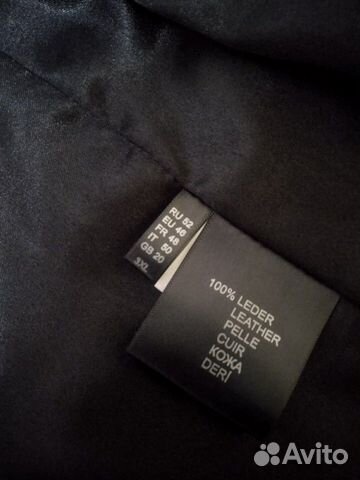 RU 52
EU 46
FR 48
IT 50
GB 20
3XL
100% LEDER
LEATHER
PELLE
CUIR
КОЖА
DERİ
Avito